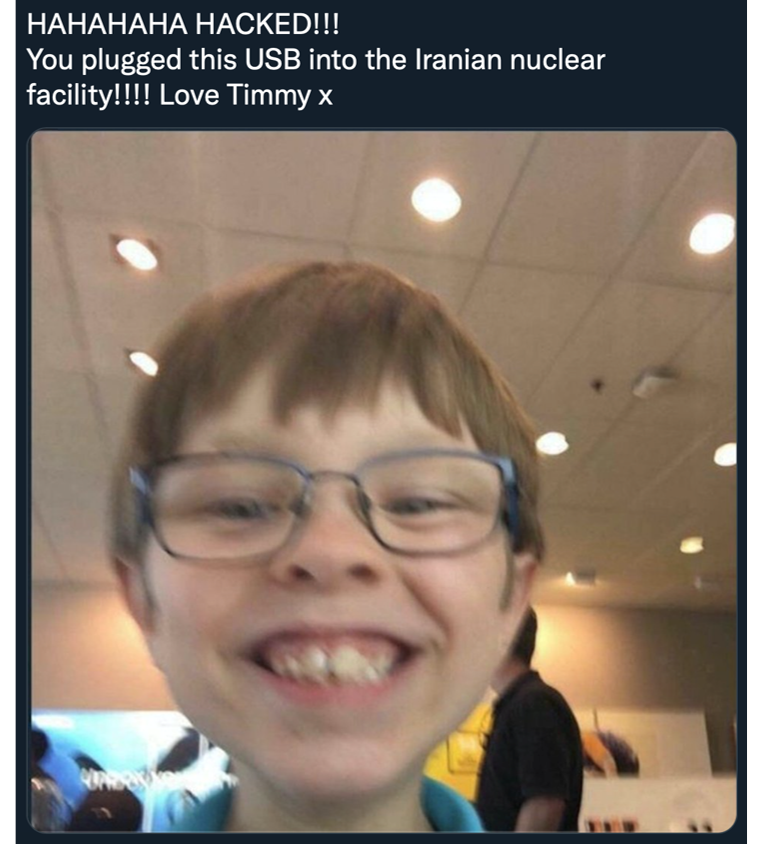 HAHAHAHA HACKED!!!
You plugged this USB into the Iranian nuclear
facility!!!! Love Timmy x